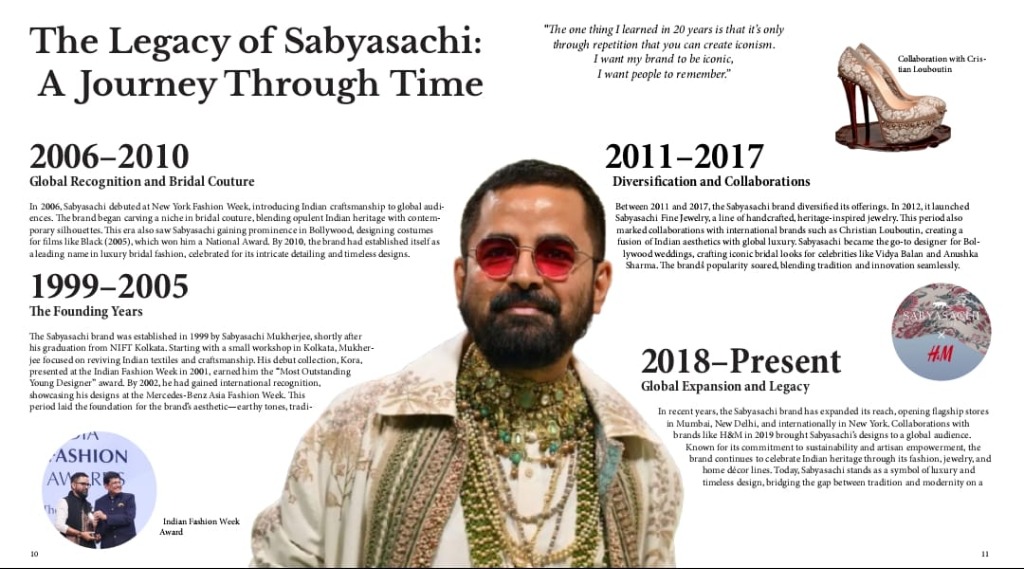 The Legacy of Sabyasachi:
A Journey Through Time
"The one thing I learned in 20 years is that it's only
through repetition that you can create iconism.
I want my brand to be iconic,
I want people to remember."
Collaboration with Cris-
tian Louboutin
2006–2010
Global Recognition and Bridal Couture
In 2006, Sabyasachi debuted at New York Fashion Week, introducing Indian craftsmanship to global audi-
ences. The brand began carving a niche in bridal couture, blending opulent Indian heritage with contem-
porary silhouettes. This era also saw Sabyasachi gaining prominence in Bollywood, designing costumes
for films like Black (2005), which won him a National Award. By 2010, the brand had established itself as
a leading name in luxury bridal fashion, celebrated for its intricate detailing and timeless designs.
1999–2005
The Founding Years
The Sabyasachi brand was established in 1999 by Sabyasachi Mukherjee, shortly after
his graduation from NIFT Kolkata. Starting with a small workshop in Kolkata, Mukher-
jee focused on reviving Indian textiles and craftsmanship. His debut collection, Kora,
presented at the Indian Fashion Week in 2001, earned him the "Most Outstanding
Young Designer" award. By 2002, he had gained international recognition,
showcasing his designs at the Mercedes-Benz Asia Fashion Week. This
period laid the foundation for the brand's aesthetic—earthy tones, tradi-
DIA
FASHION
AWARDS
Indian Fashion Week
Award
10
2011–2017
Diversification and Collaborations
Between 2011 and 2017, the Sabyasachi brand diversified its offerings. In 2012, it launched
Sabyasachi Fine Jewelry, a line of handcrafted, heritage-inspired jewelry. This period also
marked collaborations with international brands such as Christian Louboutin, creating a
fusion of Indian aesthetics with global luxury. Sabyasachi became the go-to designer for Bol-
lywood weddings, crafting iconic bridal looks for celebrities like Vidya Balan and Anushka
Sharma. The brand's popularity soared, blending tradition and innovation seamlessly.
SABYASACHI
H&M
2018–Present
Global Expansion and Legacy
In recent years, the Sabyasachi brand has expanded its reach, opening flagship stores
in Mumbai, New Delhi, and internationally in New York. Collaborations with
brands like H&M in 2019 brought Sabyasachi's designs to a global audience.
Known for its commitment to sustainability and artisan empowerment, the
brand continues to celebrate Indian heritage through its fashion, jewelry, and
home décor lines. Today, Sabyasachi stands as a symbol of luxury and
timeless design, bridging the gap between tradition and modernity on a
11